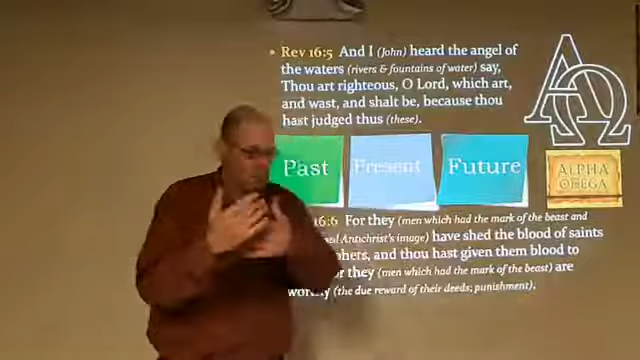 • Rev 16:5 And I (John) heard the angel of
the waters (rivers & fountains of water) say,
Thou art righteous, O Lord, which art,
and wast, and shalt be, because thou
hast judged thus (these).
Past Present Future
ALPHA
OMEGA
16:6 For they (men which had the mark of the beast and
Antichrist's image) have shed the blood of saints
and thou hast given them blood to
they (men which had the mark of the beast) are
worthy (the due reward of their deeds; punishment).